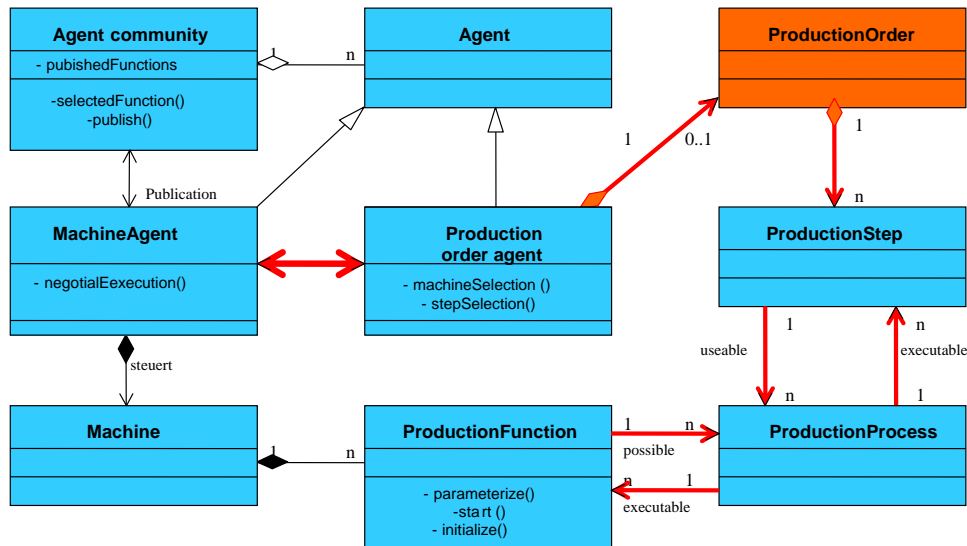 Agent community
- pubishedFunctions
-selectedFunction()
-publish()
1
n
Agent
ProductionOrder
1
0..1
1
n
Publication
MachineAgent
- negotialEexecution()
Production
order agent
- machineSelection ()
- stepSelection()
ProductionStep
steuert
1
n
useable
executable
n
1
Machine
1
n
ProductionFunction
- parameterize()
-start ()
- initialize()
1
n
possible
n
1
executable
ProductionProcess